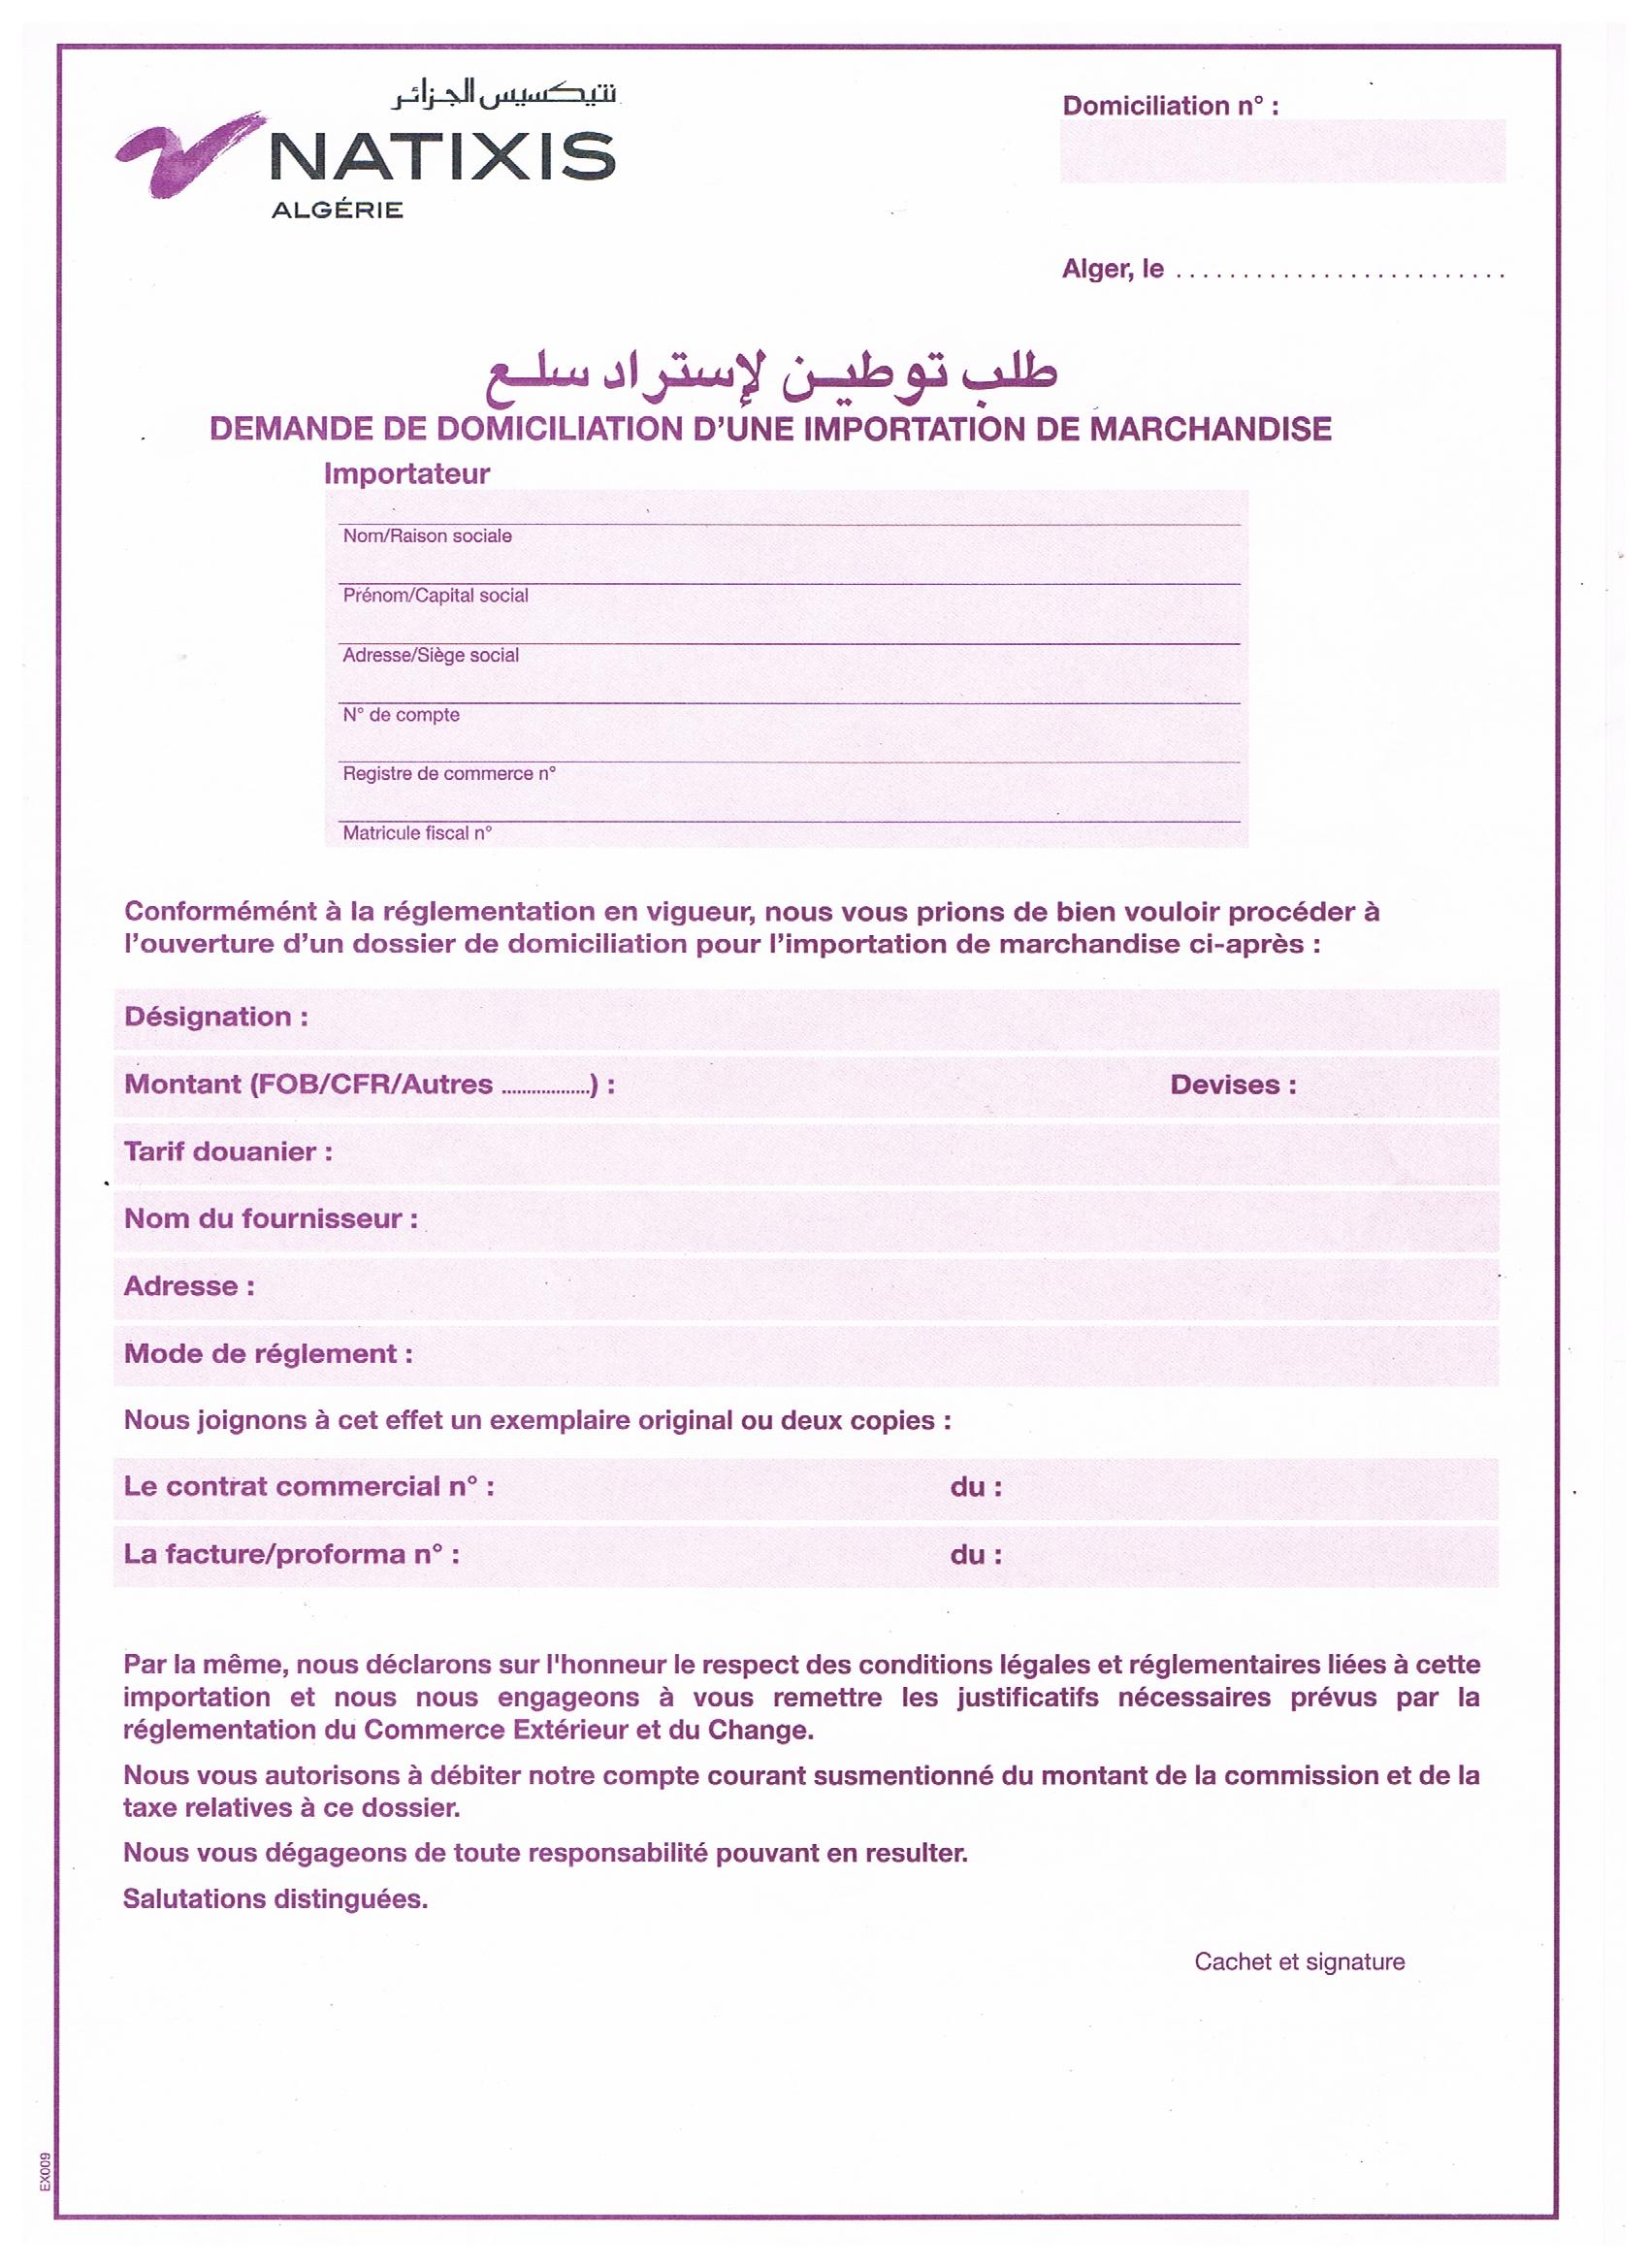 نتيكسيس الجزائر
NATIXIS
ALGÉRIE
Domiciliation n° :
Alger, le .........................
طلب توطيـن لإستراد سلـع
DEMANDE DE DOMICILIATION D'UNE IMPORTATION DE MARCHANDISE
Importateur
Nom/Raison sociale
Prénom/Capital social
Adresse/Siège social
N° de compte
Registre de commerce n°
Matricule fiscal n°
Conformémént à la réglementation en vigueur, nous vous prions de bien vouloir procéder à
l'ouverture d'un dossier de domiciliation pour l'importation de marchandise ci-après :
Désignation :
Montant (FOB/CFR/Autres .................) : Devises :
Tarif douanier :
Nom du fournisseur :
Adresse :
Mode de réglement :
Nous joignons à cet effet un exemplaire original ou deux copies :
Le contrat commercial n° : du :
La facture/proforma n° : du :
Par la même, nous déclarons sur l'honneur le respect des conditions légales et réglementaires liées à cette
importation et nous nous engageons à vous remettre les justificatifs nécessaires prévus par la
réglementation du Commerce Extérieur et du Change.
Nous vous autorisons à débiter notre compte courant susmentionné du montant de la commission et de la
taxe relatives à ce dossier.
Nous vous dégageons de toute responsabilité pouvant en resulter.
Salutations distinguées.
Cachet et signature
EX009